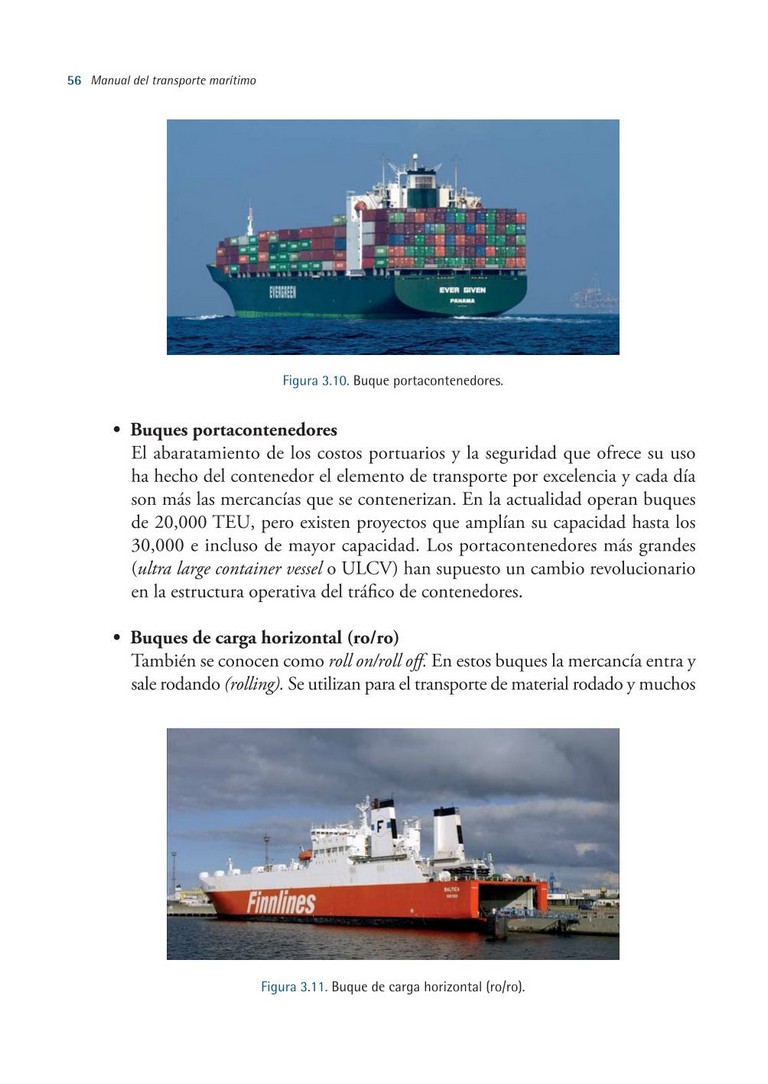 56 Manual del transporte marítimo
EVERGREEN
EVER GIVEN
PANAMA
Figura 3.10. Buque portacontenedores.
• Buques portacontenedores
El abaratamiento de los costos portuarios y la seguridad que ofrece su uso
ha hecho del contenedor el elemento de transporte por excelencia y cada día
son más las mercancías que se contenerizan. En la actualidad operan buques
de 20,000 TEU, pero existen proyectos que amplían su capacidad hasta los
30,000 e incluso de mayor capacidad. Los portacontenedores más grandes
(ultra large container vessel o ULCV) han supuesto un cambio revolucionario
en la estructura operativa del tráfico de contenedores.
• Buques de carga horizontal (ro/ro)
También se conocen como roll on/roll off. En estos buques la mercancía entra y
sale rodando (rolling). Se utilizan para el transporte de material rodado y muchos
F
Finnlines
BALTICA
Figura 3.11. Buque de carga horizontal (ro/ro).